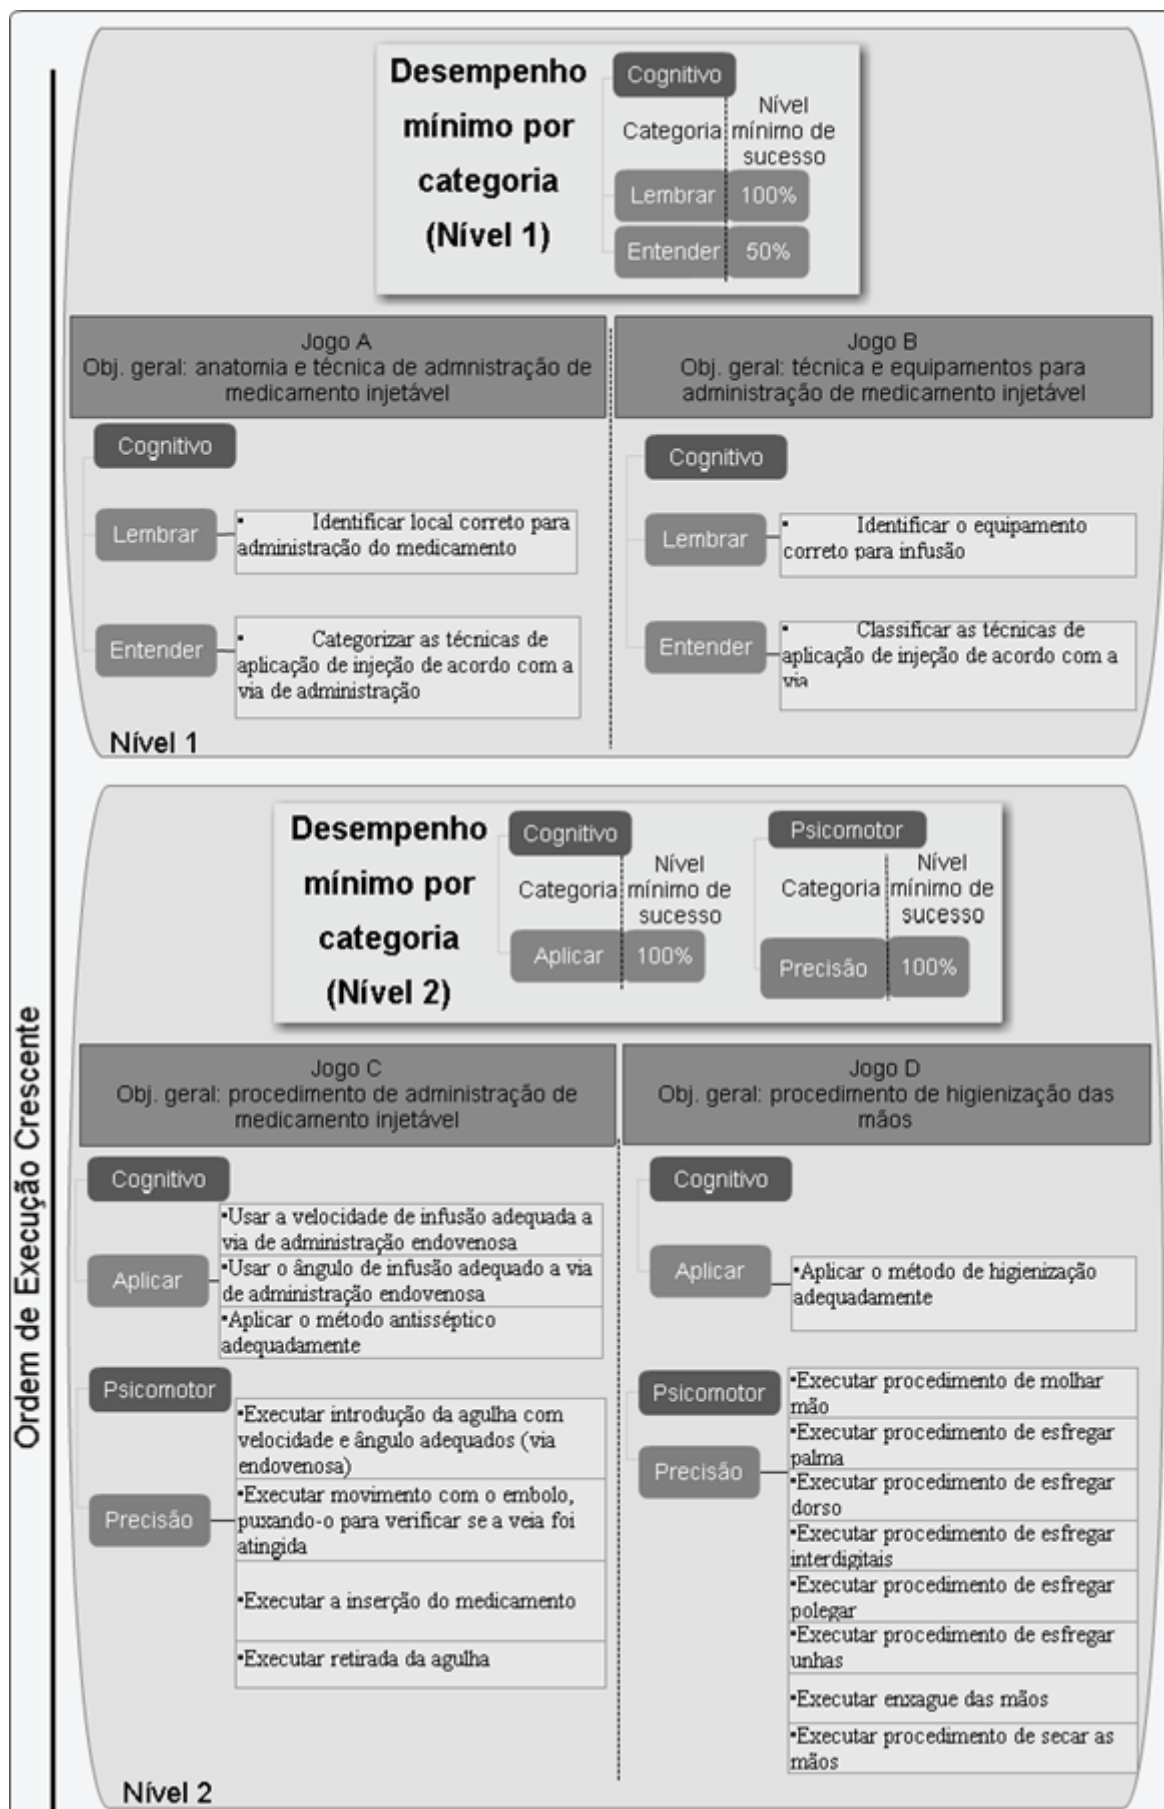 Ordem de Execução Crescente
Desempenho
mínimo por
categoria
(Nível 1)
Cognitivo
Categoria
Nível
mínimo de
sucesso
Lembrar 100%
Entender 50%
Jogo A
Obj. geral: anatomia e técnica de admnistração de
medicamento injetável
Cognitivo
Lembrar
▪ Identificar local correto para
administração do medicamento
Entender
▪ Categorizar as técnicas de
aplicação de injeção de acordo com a
via de administração
Jogo B
Obj. geral: técnica e equipamentos para
administração de medicamento injetável
Cognitivo
Lembrar
▪ Identificar o equipamento
correto para infusão
Entender
▪ Classificar as técnicas de
aplicação de injeção de acordo com a
via
Nível 1
Desempenho
mínimo por
categoria
(Nível 2)
Cognitivo
Categoria
Nível
mínimo de
sucesso
Aplicar 100%
Psicomotor
Categoria
Nível
mínimo de
sucesso
Precisão 100%
Jogo C
Obj. geral: procedimento de administração de
medicamento injetável
Cognitivo
Aplicar
•Usar a velocidade de infusão adequada a
via de administração endovenosa
•Usar o ângulo de infusão adequado a via
de administração endovenosa
•Aplicar o método antisséptico
adequadamente
Psicomotor
Precisão
•Executar introdução da agulha com
velocidade e ângulo adequados (via
endovenosa)
•Executar movimento com o embolo,
puxando-o para verificar se a veia foi
atingida
•Executar a inserção do medicamento
•Executar retirada da agulha
Jogo D
Obj. geral: procedimento de higienização das
mãos
Cognitivo
Aplicar
•Aplicar o método de higienização
adequadamente
Psicomotor
Precisão
•Executar procedimento de molhar
mão
•Executar procedimento de esfregar
palma
•Executar procedimento de esfregar
dorso
•Executar procedimento de esfregar
interdigitais
•Executar procedimento de esfregar
polegar
•Executar procedimento de esfregar
unhas
•Executar enxague das mãos
•Executar procedimento de secar as
mãos
Nível 2